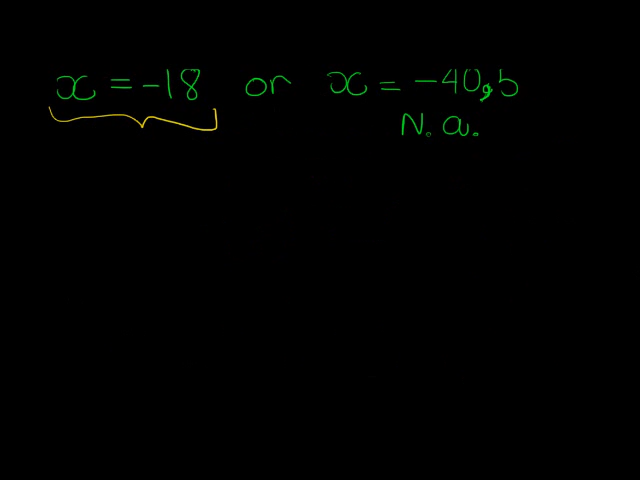 x = -18 or x = -40,5
N.a.